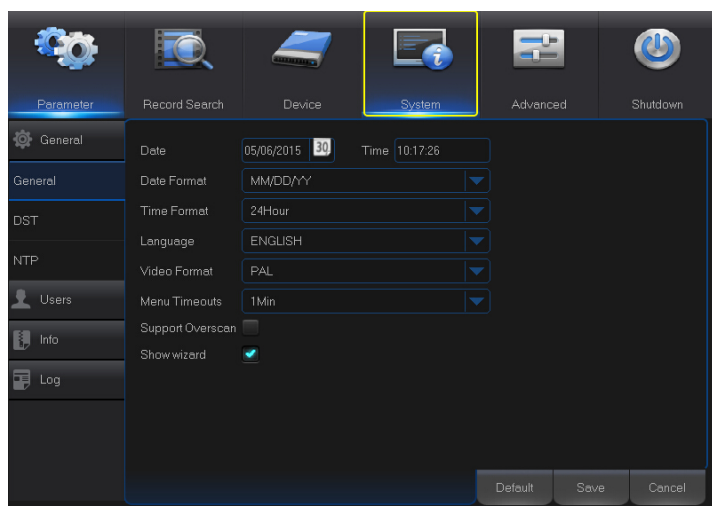 Parameter Record Search Device System Advanced Shutdown
General
General
DST
NTP
Users
Info
Log
Date 05/06/2015 30 Time 10:17:26
Date Format MM/DD/YY
Time Format 24Hour
Language ENGLISH
Video Format PAL
Menu Timeouts 1Min
Support Overscan
Show wizard
Default Save Cancel